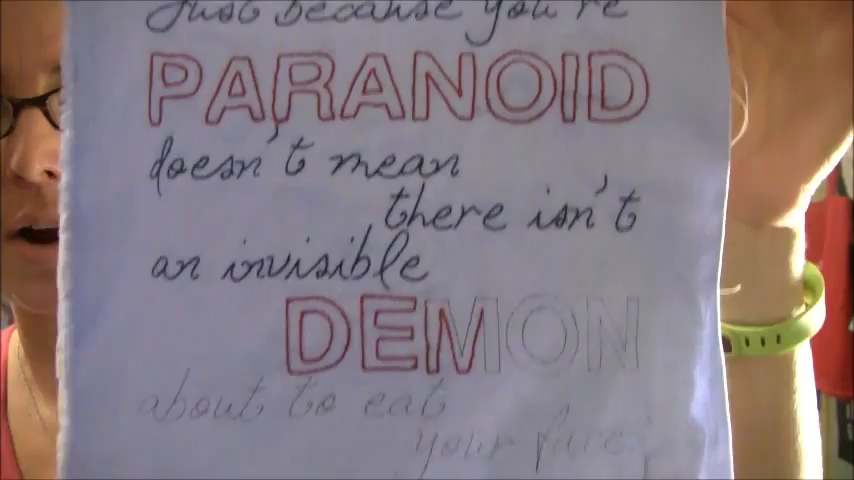 Just because you're
PARANOID
doesn't mean
there isn't
an invisible
DEMON
about to eat
your face.